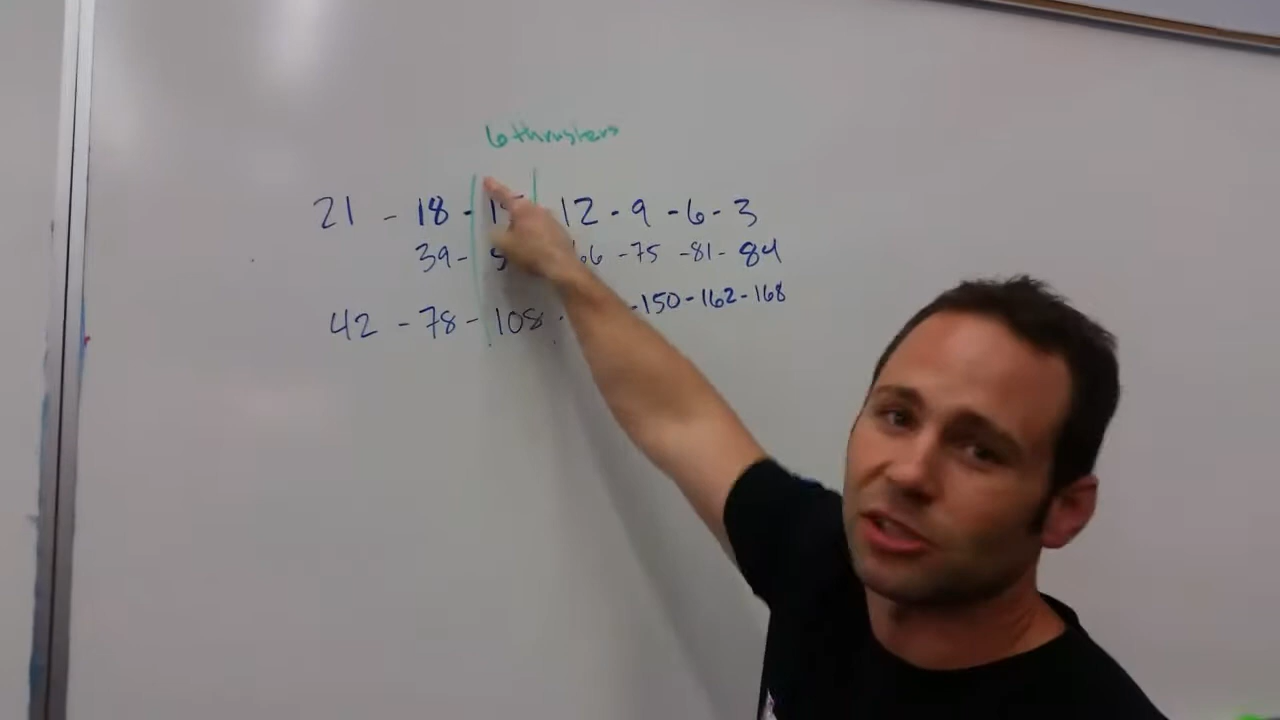 6 thrusters
21 - 18 - 12 - 9 - 6 - 3
39 - - 75 - 81 - 84
42 - 78 - 108 - - 150 - 162 - 168